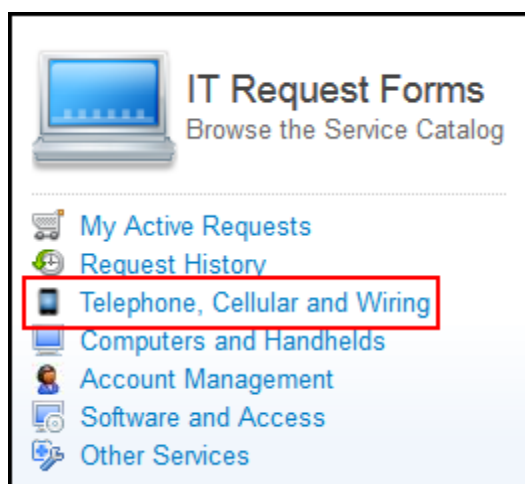 IT Request Forms
Browse the Service Catalog
My Active Requests
Request History
Telephone, Cellular and Wiring
Computers and Handhelds
Account Management
Software and Access
Other Services